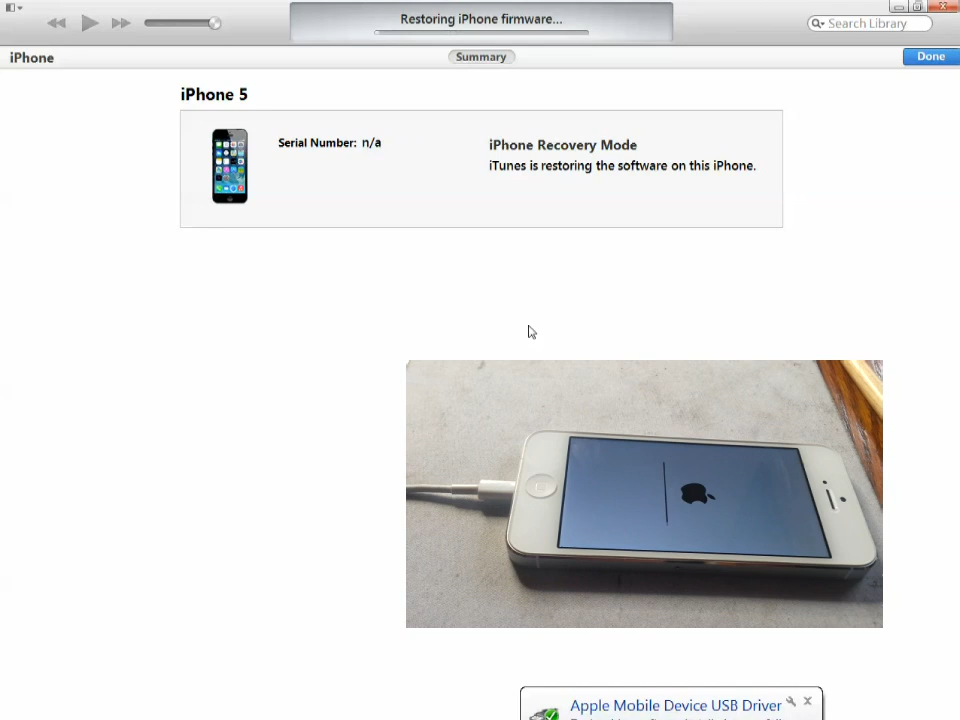 Restoring iPhone firmware...
Search Library
iPhone
Summary
Done
iPhone 5
Serial Number: n/a
iPhone Recovery Mode
iTunes is restoring the software on this iPhone.
Apple Mobile Device USB Driver